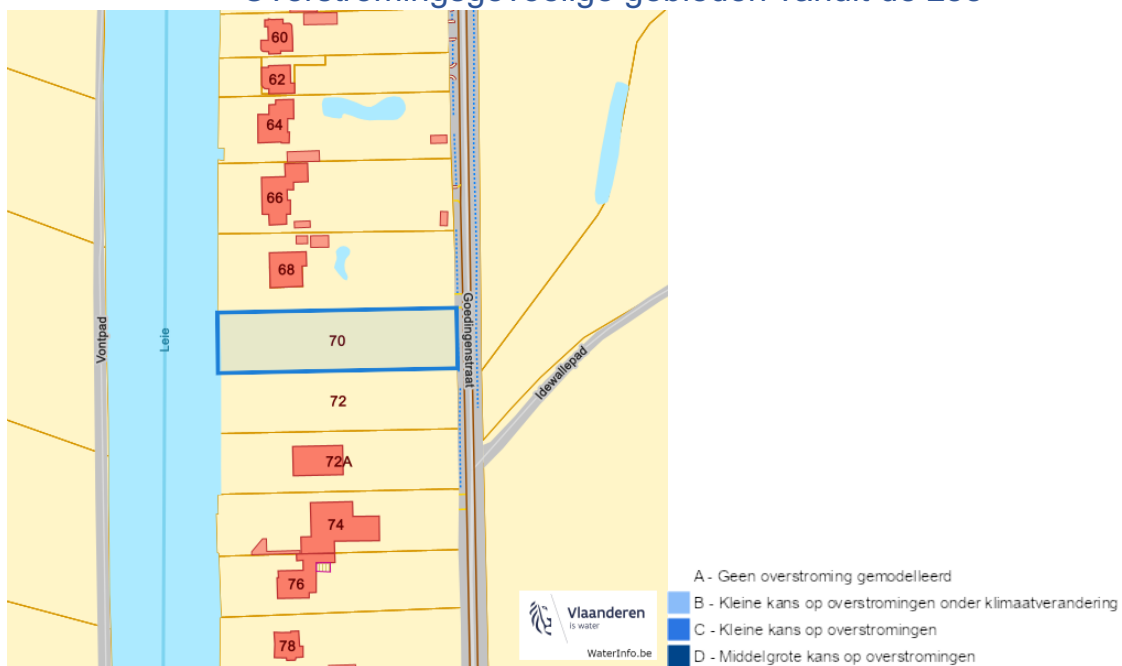 60
62
64
66
68
Goedingenstraat
Vontpad
Leie
70
Idewallepad
72
72A
74
76
78
Vlaanderen
is water
WaterInfo.be
A - Geen overstroming gemodelleerd
B - Kleine kans op overstromingen onder klimaatverandering
C - Kleine kans op overstromingen
D - Middelgrote kans op overstromingen